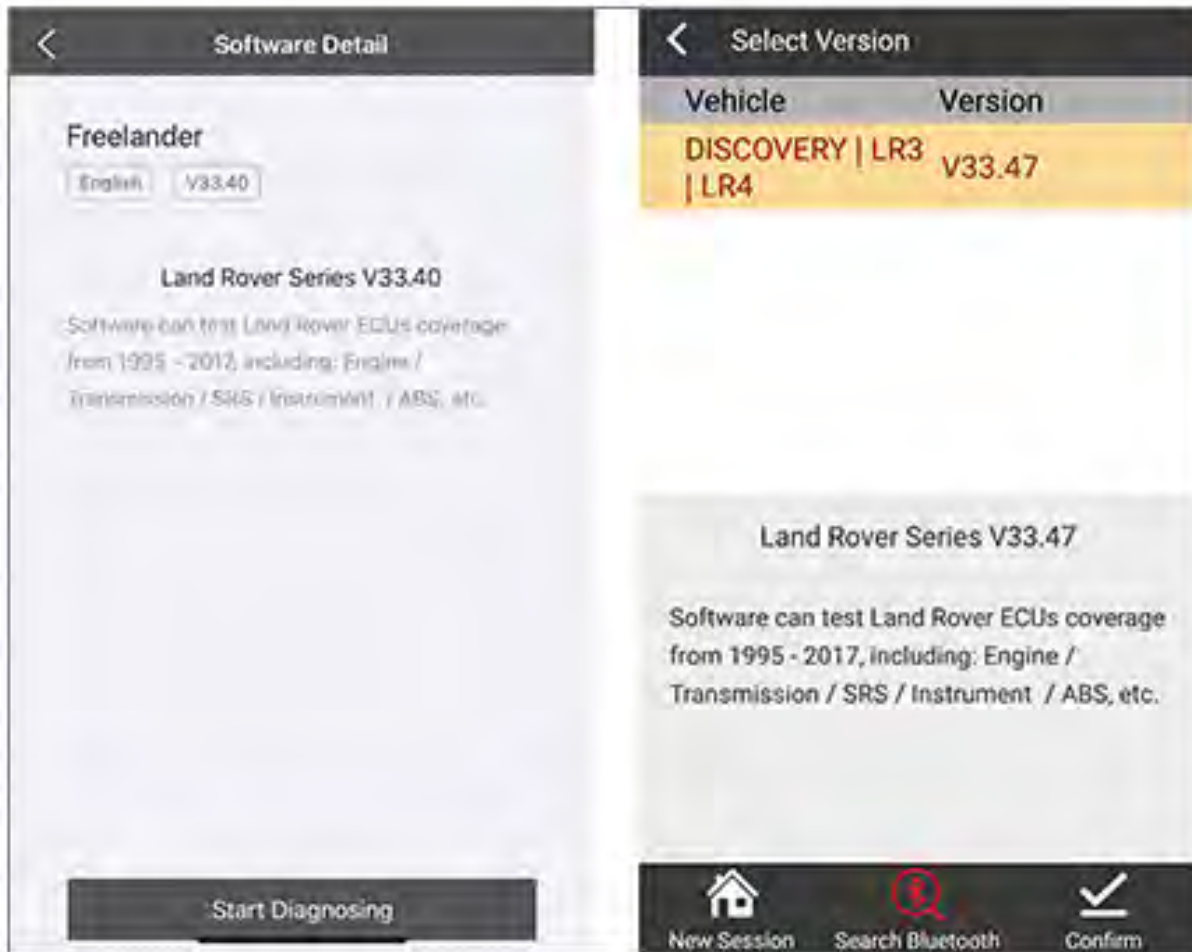 Software Detail
Freelander
English V33.40
Land Rover Series V33.40
Software can test Land Rover ECUs coverage
from 1995 - 2017, including: Engine /
Transmission / SRS / Instrument / ABS, etc.
Start Diagnosing
Select Version
Vehicle Version
DISCOVERY | LR3
| LR4
V33.47
Land Rover Series V33.47
Software can test Land Rover ECUs coverage
from 1995 - 2017, including: Engine /
Transmission / SRS / Instrument / ABS, etc.
New Session Search Bluetooth Confirm